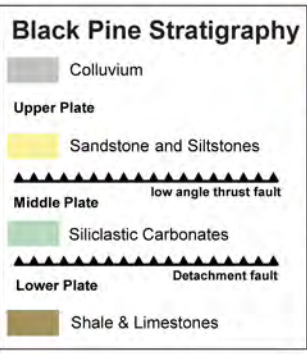 Black Pine Stratigraphy
Colluvium
Upper Plate
Sandstone and Siltstones
low angle thrust fault
Middle Plate
Siliclastic Carbonates
Detachment fault
Lower Plate
Shale & Limestones